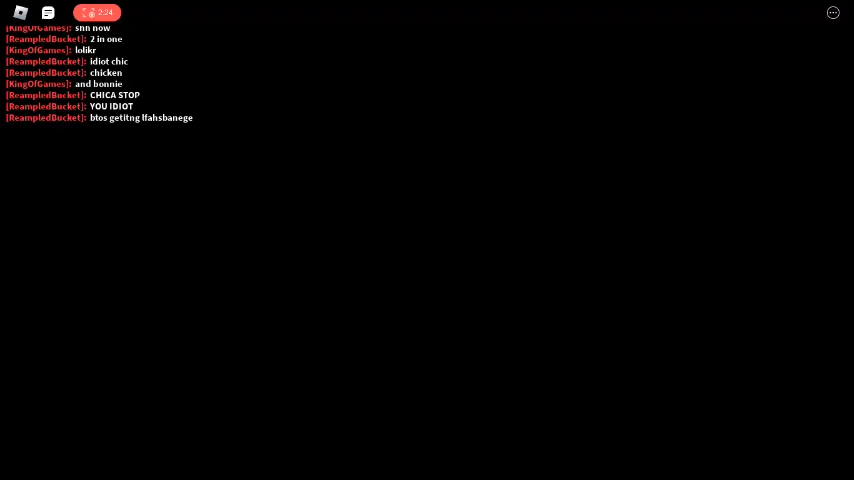 2:24
[KingOfGames]: shh now
[ReampledBucket]: 2 in one
[KingOfGames]: lolikr
[ReampledBucket]: idiot chic
[ReampledBucket]: chicken
[KingOfGames]: and bonnie
[ReampledBucket]: CHICA STOP
[ReampledBucket]: YOU IDIOT
[ReampledBucket]: btos getitng lfahsbanege